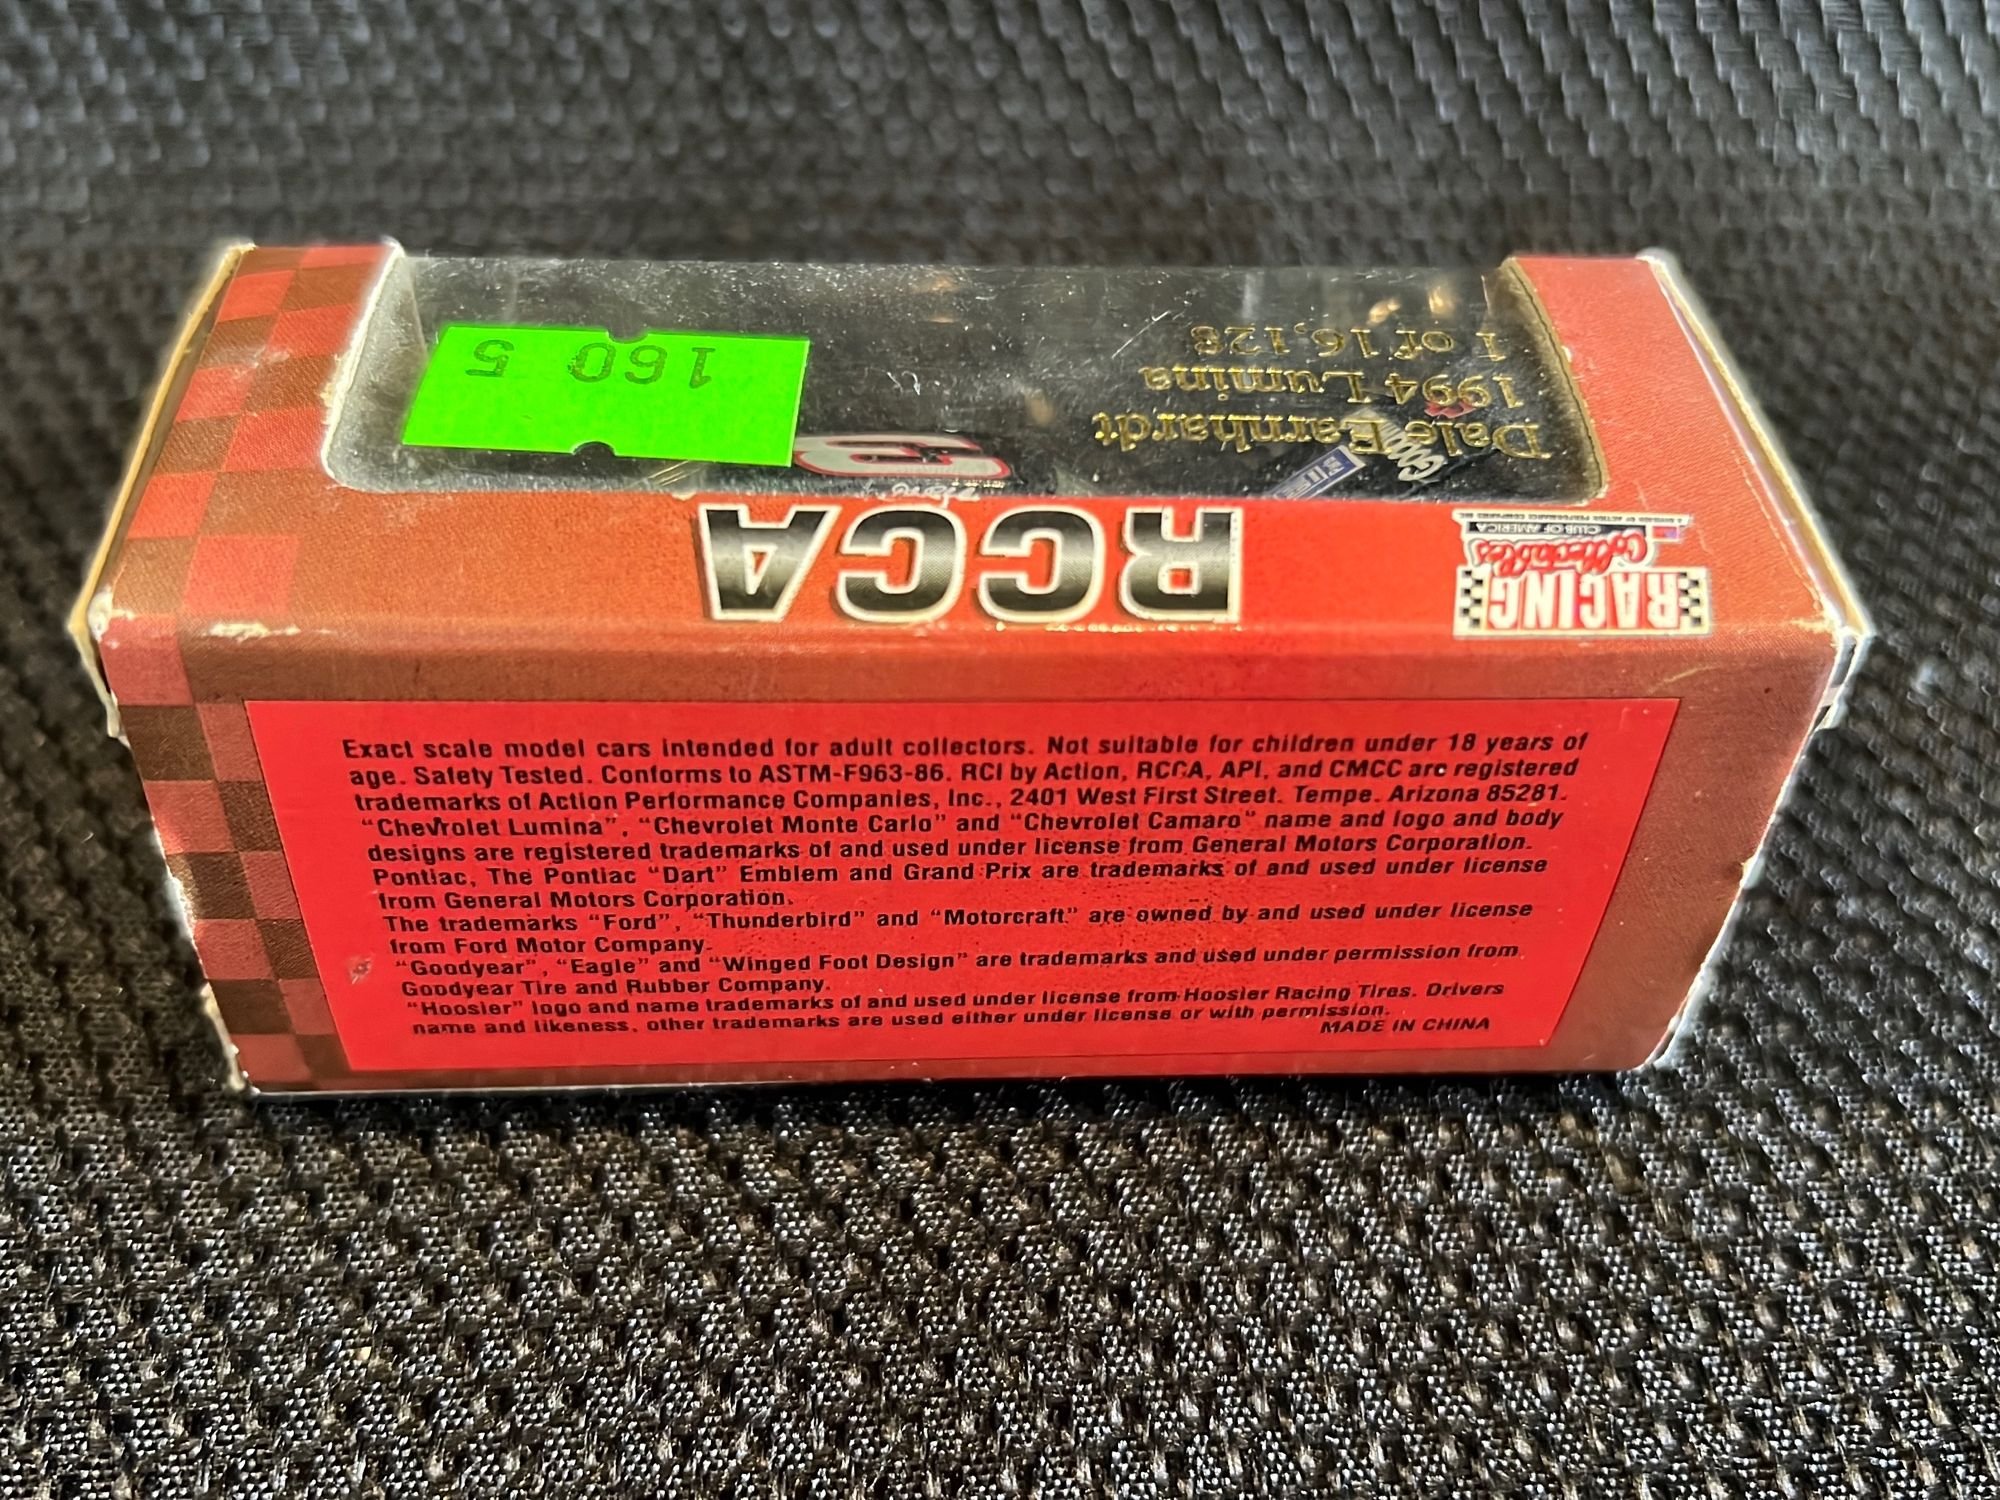 160 5
Dale Earnhardt
1994 Lumina
1 of 16,128
3
GOOD
RCCA
RACING
Collectables
CLUB OF AMERICA
A DIVISION OF ACTION PERFORMANCE COMPANIES INC.
Exact scale model cars intended for adult collectors. Not suitable for children under 18 years of
age. Safety Tested. Conforms to ASTM-F963-86. RCI by Action, RCCA, API, and CMCC are registered
trademarks of Action Performance Companies, Inc., 2401 West First Street. Tempe. Arizona 85281.
"Chevrolet Lumina", "Chevrolet Monte Carlo" and "Chevrolet Camaro" name and logo and body
designs are registered trademarks of and used under license from General Motors Corporation.
Pontiac, The Pontiac "Dart" Emblem and Grand Prix are trademarks of and used under license
from General Motors Corporation.
The trademarks "Ford", "Thunderbird" and "Motorcraft" are owned by and used under license
from Ford Motor Company.
"Goodyear", "Eagle" and "Winged Foot Design" are trademarks and used under permission from
Goodyear Tire and Rubber Company.
"Hoosier" logo and name trademarks of and used under license from Hoosier Racing Tires. Drivers
name and likeness, other trademarks are used either under license or with permission.
MADE IN CHINA